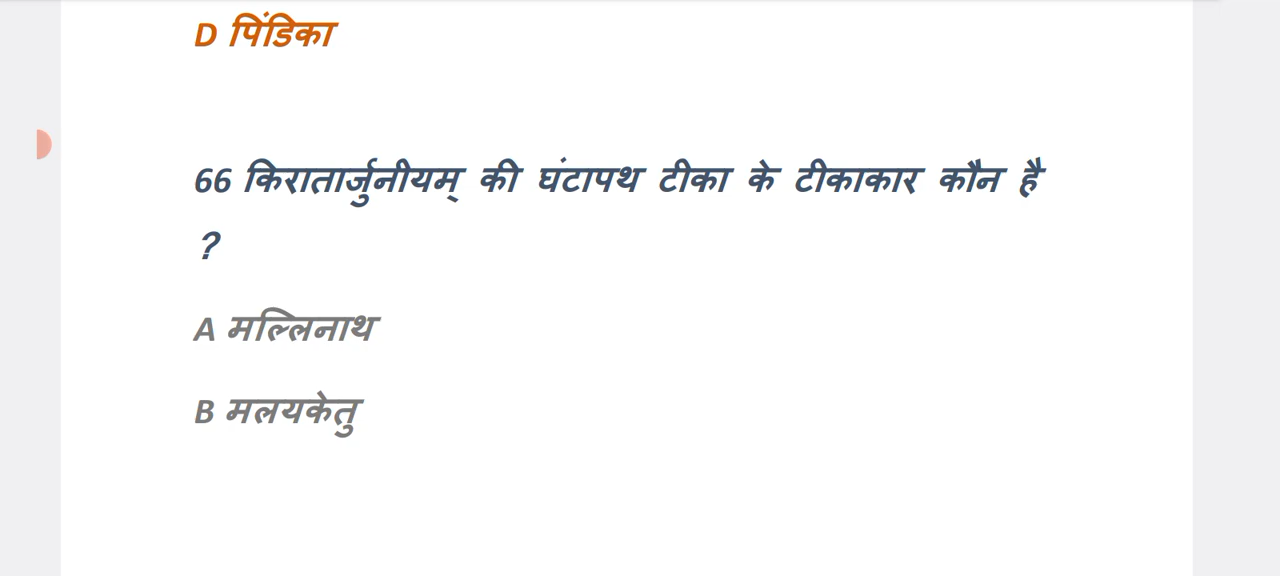 D पिंडिका
66 किरातार्जुनीयम् की घंटापथ टीका के टीकाकार कौन है
?
A मल्लिनाथ
B मलयकेतु